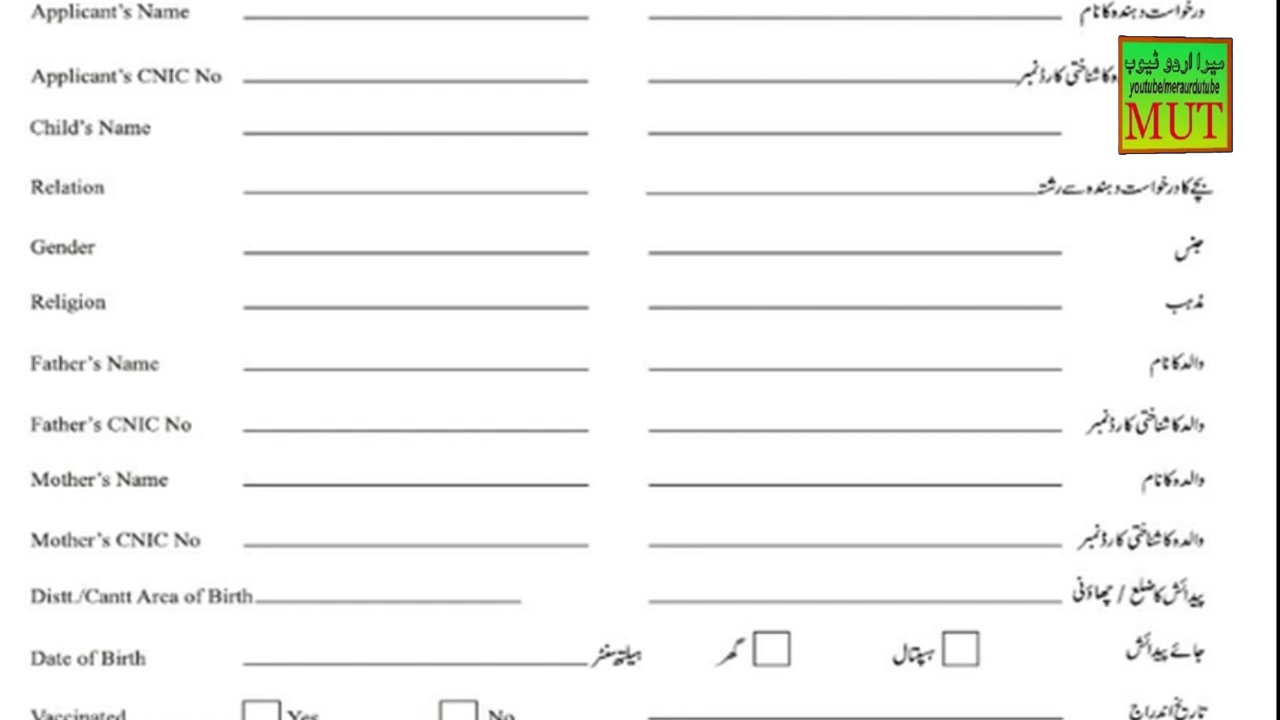 Applicant's Name درخواست دہندہ کا نام
Applicant's CNIC No ہ کا شناختی کارڈ نمبر
میرا اردو ٹیوب
youtube/meraurdutube
MUT
Child's Name
Relation بچے کا درخواست دہندہ سے رشتہ
Gender جنس
Religion مذہب
Father's Name والد کا نام
Father's CNIC No والد کا شناختی کارڈ نمبر
Mother's Name والدہ کا نام
Mother's CNIC No والدہ کا شناختی کارڈ نمبر
Distt./Cantt Area of Birth پیدائش کا ضلع / چھاؤنی
Date of Birth جائے پیدائش ہسپتال گھر ہیلتھ سنٹر
Vaccinated Yes No تاریخ اندراج